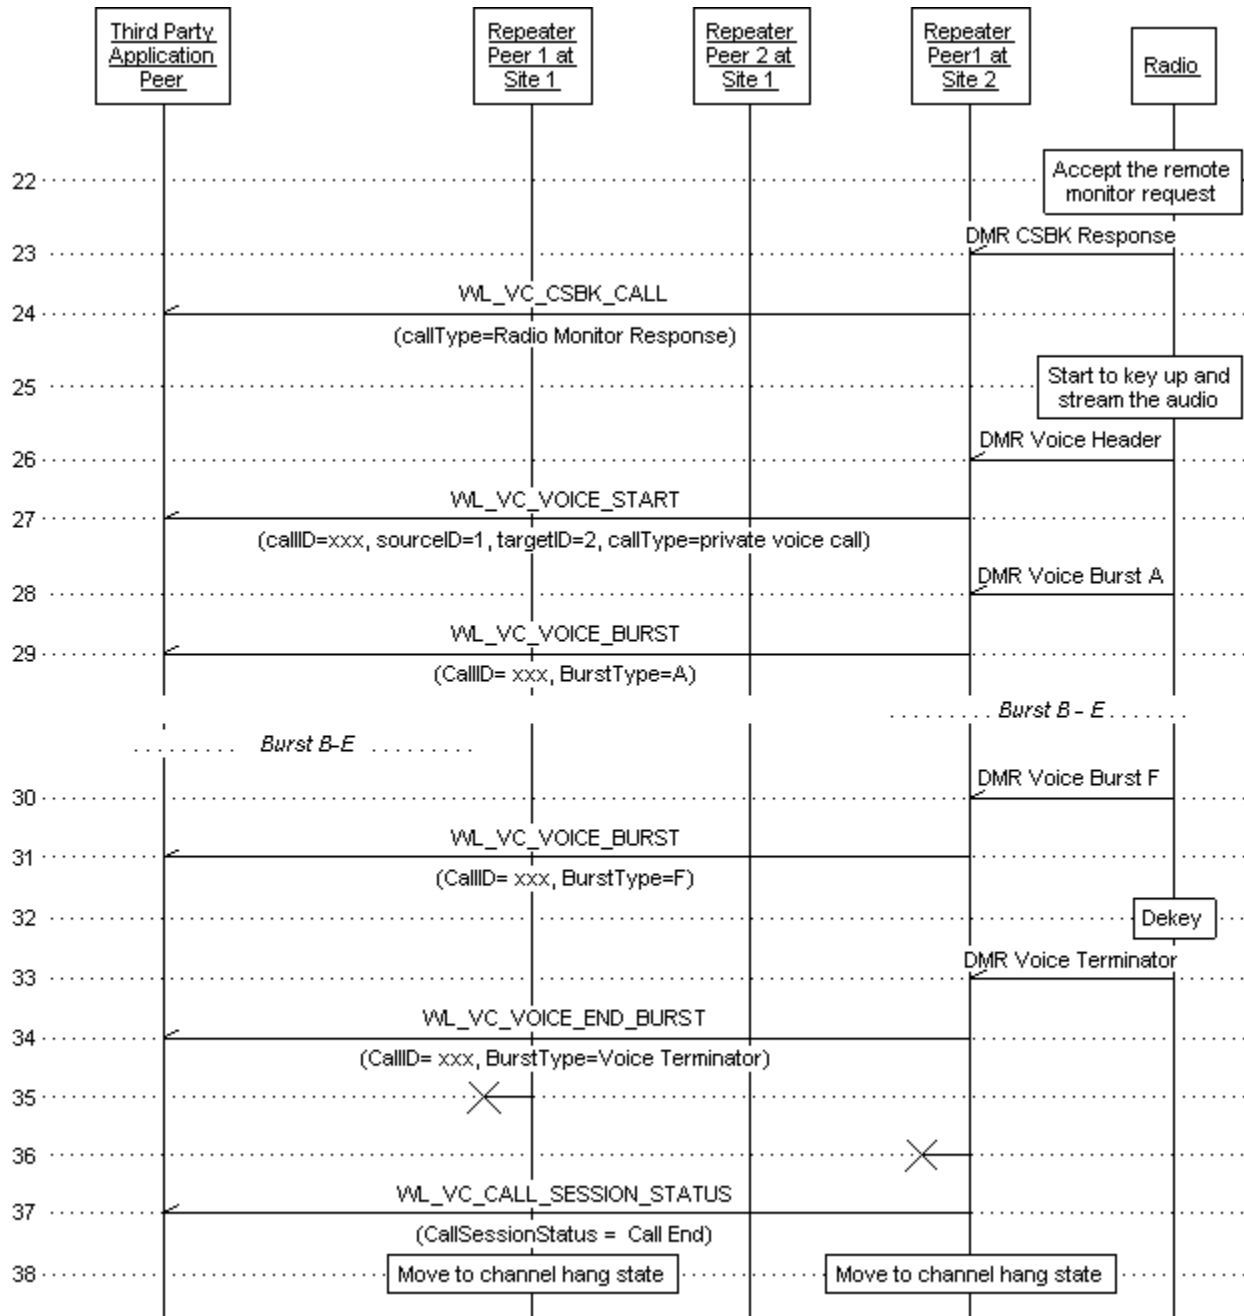 Third Party
Application
Peer
Repeater
Peer 1 at
Site 1
Repeater
Peer 2 at
Site 1
Repeater
Peer1 at
Site 2
Radio
22
Accept the remote
monitor request
DMR CSBK Response
23
WL_VC_CSBK_CALL
24
(callType=Radio Monitor Response)
25
Start to key up and
stream the audio
DMR Voice Header
26
WL_VC_VOICE_START
27
(callID=xxx, sourceID=1, targetID=2, callType=private voice call)
DMR Voice Burst A
28
WL_VC_VOICE_BURST
29
(CallID= xxx, BurstType=A)
Burst B - E
Burst B-E
DMR Voice Burst F
30
WL_VC_VOICE_BURST
31
(CallID= xxx, BurstType=F)
32
Dekey
DMR Voice Terminator
33
WL_VC_VOICE_END_BURST
34
(CallID= xxx, BurstType=Voice Terminator)
35
36
WL_VC_CALL_SESSION_STATUS
37
(CallSessionStatus = Call End)
38
Move to channel hang state
Move to channel hang state